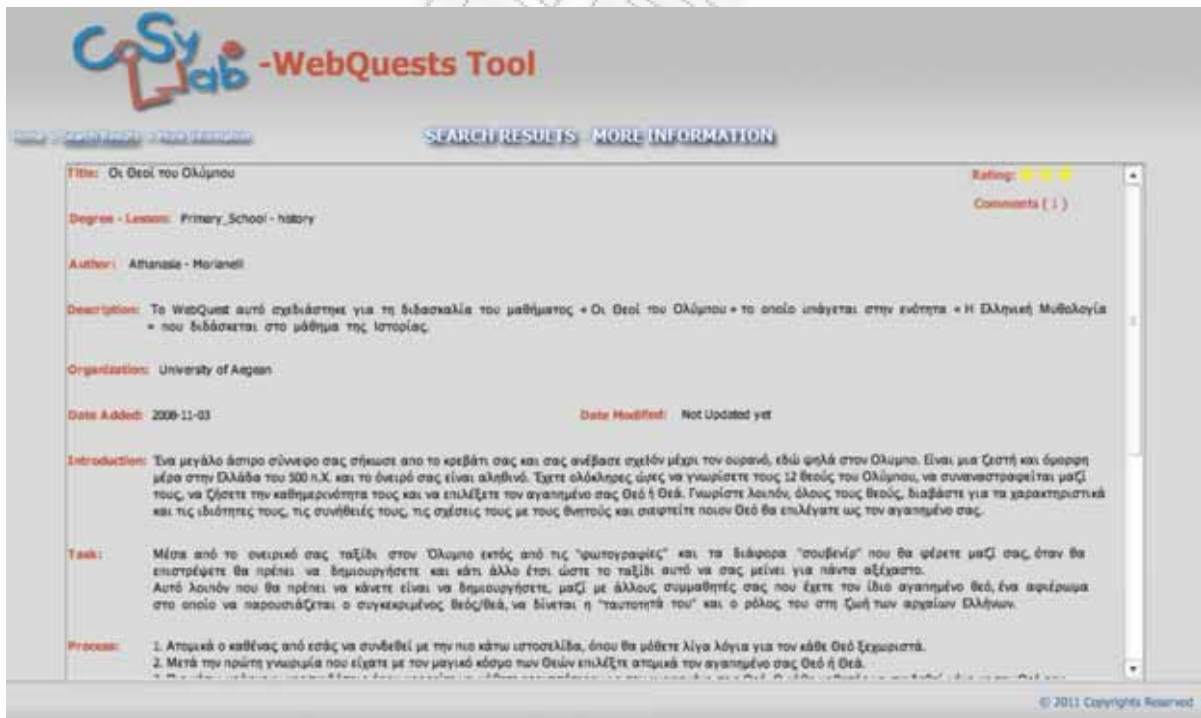 CoSy Lab -WebQuests Tool
SEARCH RESULTS - MORE INFORMATION
Title: Οι Θεοί του Ολύμπου
Rating:
Comments ( 1 )
Degree - Lesson: Primary_School - history
Author: Athanasia - Morianeli
Description: Το WebQuest αυτό σχεδιάστηκε για τη διδασκαλία του μαθήματος « Οι Θεοί του Ολύμπου » το οποίο υπάγεται στην ενότητα « Η Ελληνική Μυθολογία
» που διδάσκεται στο μάθημα της Ιστορίας.
Organization: University of Aegean
Date Added: 2008-11-03 Date Modified: Not Updated yet
Introduction: Ένα μεγάλο άσπρο σύννεφο σας σήκωσε απο το κρεβάτι σας και σας ανέβασε σχεδόν μέχρι τον ουρανό, εδώ ψηλά στον Ολυμπο. Είναι μια ζεστή και όμορφη
μέρα στην Ελλάδα του 500 π.Χ. και το όνειρό σας είναι αληθινό. Έχετε ολόκληρες ώρες να γνωρίσετε τους 12 θεούς του Ολύμπου, να συναναστραφείται μαζί
τους, να ζήσετε την καθημερινότητα τους και να επιλέξετε τον αγαπημένο σας Θεό ή Θεά. Γνωρίστε λοιπόν, όλους τους Θεούς, διαβάστε για τα χαρακτηριστικά
και τις ιδιότητες τους, τις συνήθειές τους, τις σχέσεις τους με τους θνητούς και σκεφτείτε ποιον Θεό θα επιλέγατε ως τον αγαπημένο σας.
Task: Μέσα από το ονειρικό σας ταξίδι στον Όλυμπο εκτός από τις "φωτογραφίες" και τα διάφορα "σουβενίρ" που θα φέρετε μαζί σας, όταν θα
επιστρέψετε θα πρέπει να δημιουργήσετε και κάτι άλλο έτσι ώστε το ταξίδι αυτό να σας μείνει για πάντα αξέχαστο.
Αυτό λοιπόν που θα πρέπει να κάνετε είναι να δημιουργήσετε, μαζί με άλλους συμμαθητές σας που έχετε τον ίδιο αγαπημένο θεό, ένα αφιέρωμα
στο οποίο να παρουσιάζεται ο συγκεκριμένος θεός/θεά, να δίνεται η "ταυτοτητά του" και ο ρόλος του στη ζωή των αρχαίων Ελλήνων.
Process: 1. Ατομικά ο καθένας από εσάς να συνδεθεί με την πιο κάτω ιστοσελίδα, όπου θα μάθετε λίγα λόγια για τον κάθε Θεό ξεχωριστά.
2. Μετά την πρώτη γνωριμία που είχατε με τον μαγικό κόσμο των Θεών επιλέξτε ατομικά τον αγαπημένο σας Θεό ή Θεά.
© 2011 Copyrights Reserved